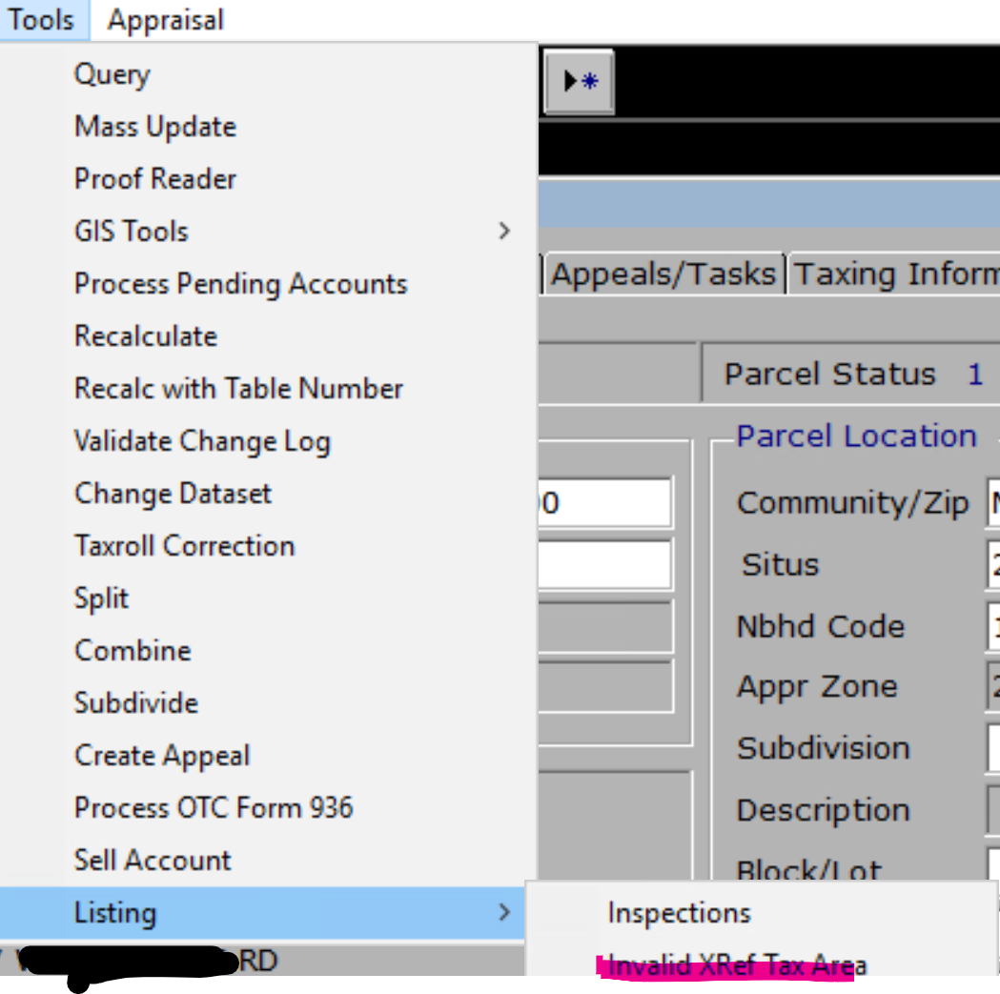 Tools Appraisal
Query
Mass Update
Proof Reader
GIS Tools
Process Pending Accounts
Recalculate
Recalc with Table Number
Validate Change Log
Change Dataset
Taxroll Correction
Split
Combine
Subdivide
Create Appeal
Process OTC Form 936
Sell Account
Listing
RD
Inspections
Invalid XRef Tax Area
Appeals/Tasks Taxing
Parcel Status 1
Parcel Location
Community/Zip
Situs
Nbhd Code
Appr Zone
Subdivision
Description
Block/Lot